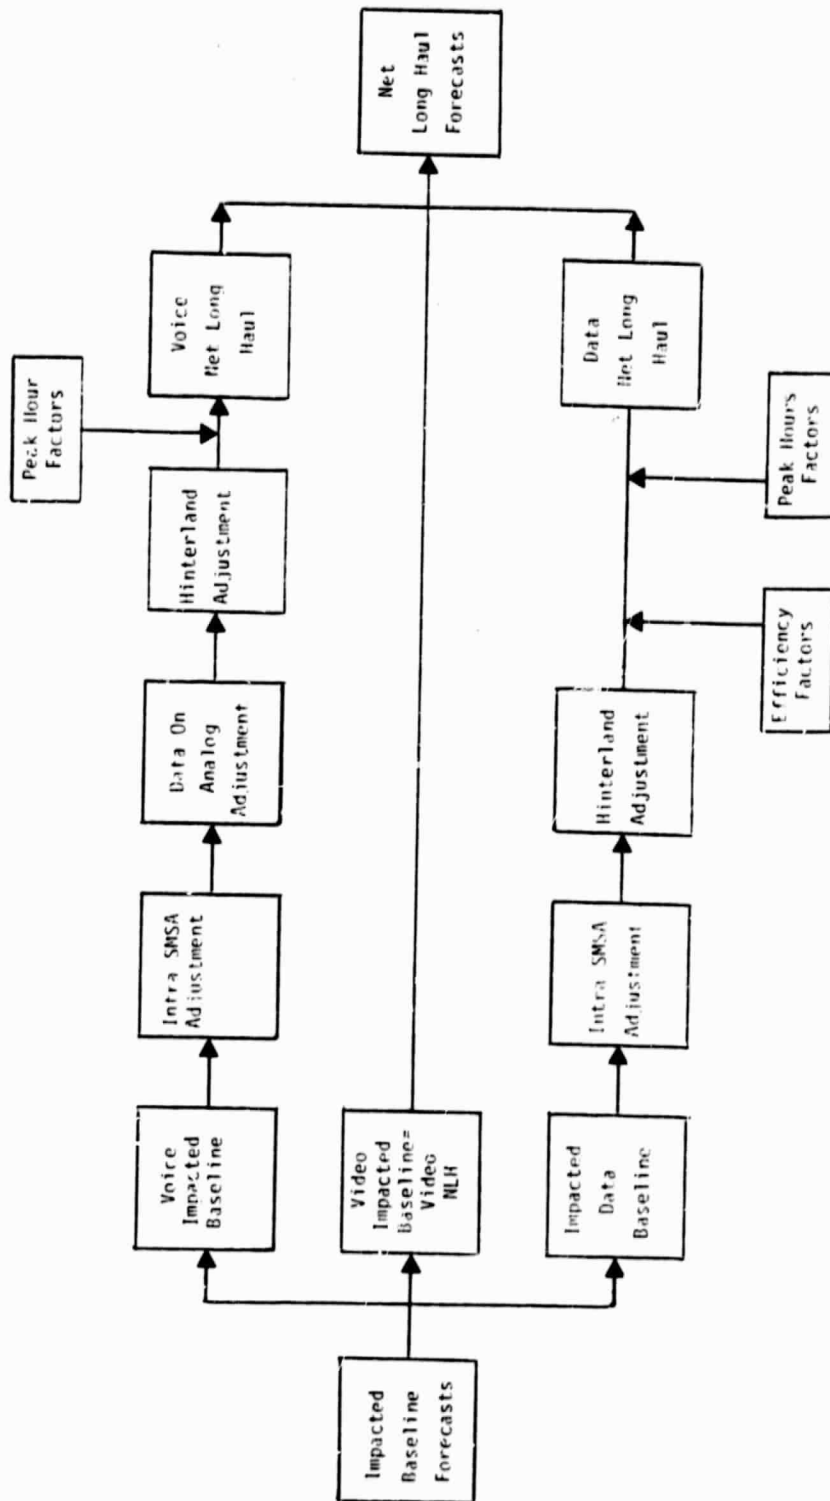 Impacted
Baseline
Forecasts
Voice
Impacted
Baseline
Intra SMSA
Adjustment
Data On
Analog
Adjustment
Hinterland
Adjustment
Peak Hour
Factors
Voice
Net Long
Haul
Video
Impacted
Baseline=
Video
NLH
Net
Long Haul
Forecasts
Impacted
Data
Baseline
Intra SMSA
Adjustment
Hinterland
Adjustment
Efficiency
Factors
Peak Hours
Factors
Data
Net Long
Haul